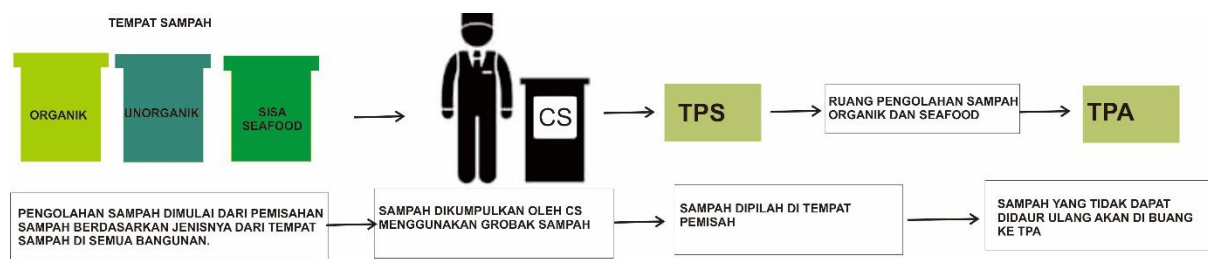 TEMPAT SAMPAH
ORGANIK
UNORGANIK
SISA
SEAFOOD
CS
TPS
RUANG PENGOLAHAN SAMPAH
ORGANIK DAN SEAFOOD
TPA
PENGOLAHAN SAMPAH DIMULAI DARI PEMISAHAN
SAMPAH BERDASARKAN JENISNYA DARI TEMPAT
SAMPAH DI SEMUA BANGUNAN.
SAMPAH DIKUMPULKAN OLEH CS
MENGGUNAKAN GROBAK SAMPAH
SAMPAH DIPILAH DI TEMPAT
PEMISAH
SAMPAH YANG TIDAK DAPAT
DIDAUR ULANG AKAN DI BUANG
KE TPA